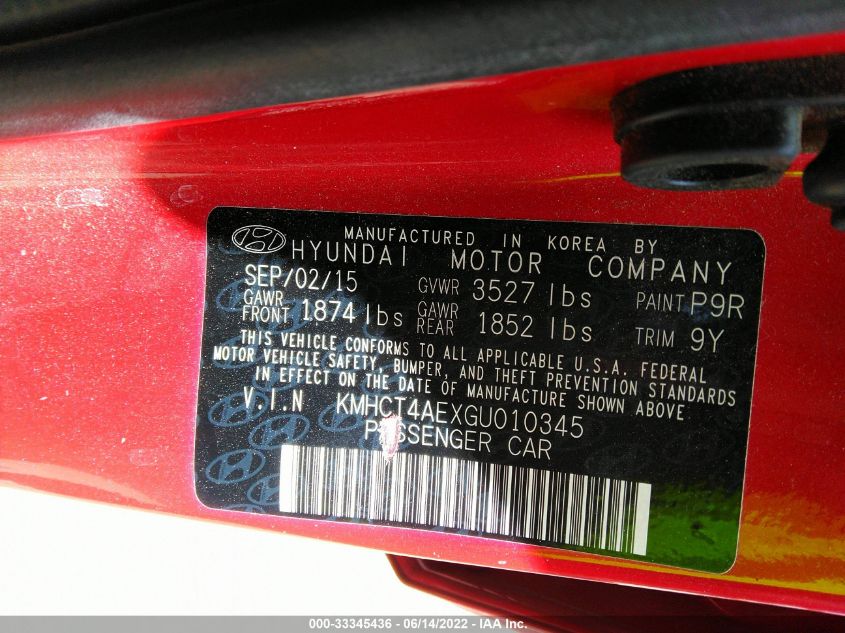 MANUFACTURED IN KOREA BY
HYUNDAI MOTOR COMPANY
SEP/02/15 GVWR 3527 lbs PAINT P9R
GAWR FRONT 1874 lbs GAWR REAR 1852 lbs TRIM 9Y
THIS VEHICLE CONFORMS TO ALL APPLICABLE U.S.A. FEDERAL
MOTOR VEHICLE SAFETY, BUMPER, AND THEFT PREVENTION STANDARDS
IN EFFECT ON THE DATE OF MANUFACTURE SHOWN ABOVE.
V.I.N KMHCT4AEXGU010345
PASSENGER CAR
000-33345436 - 06/14/2022 - IAA Inc.